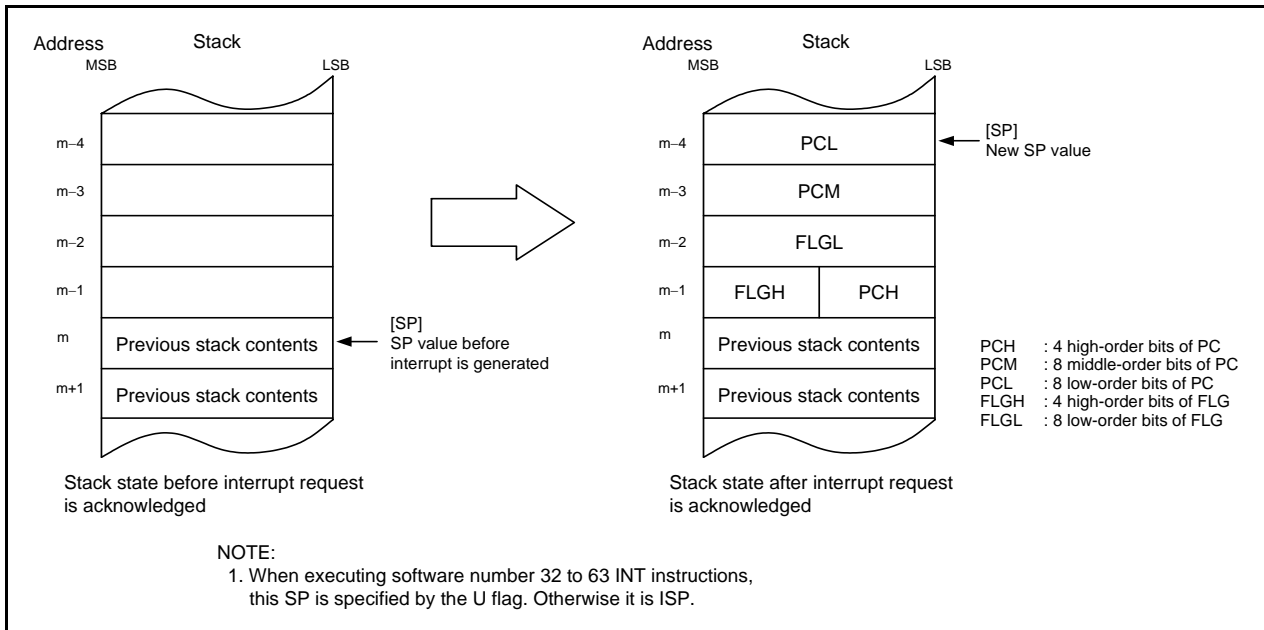 Address Stack
MSB LSB
m–4
m–3
m–2
m–1
m Previous stack contents
m+1 Previous stack contents
[SP]
SP value before
interrupt is generated
Stack state before interrupt request
is acknowledged
Address Stack
MSB LSB
m–4 PCL
m–3 PCM
m–2 FLGL
m–1 FLGH PCH
m Previous stack contents
m+1 Previous stack contents
[SP]
New SP value
PCH : 4 high-order bits of PC
PCM : 8 middle-order bits of PC
PCL : 8 low-order bits of PC
FLGH : 4 high-order bits of FLG
FLGL : 8 low-order bits of FLG
Stack state after interrupt request
is acknowledged
NOTE:
1. When executing software number 32 to 63 INT instructions,
this SP is specified by the U flag. Otherwise it is ISP.